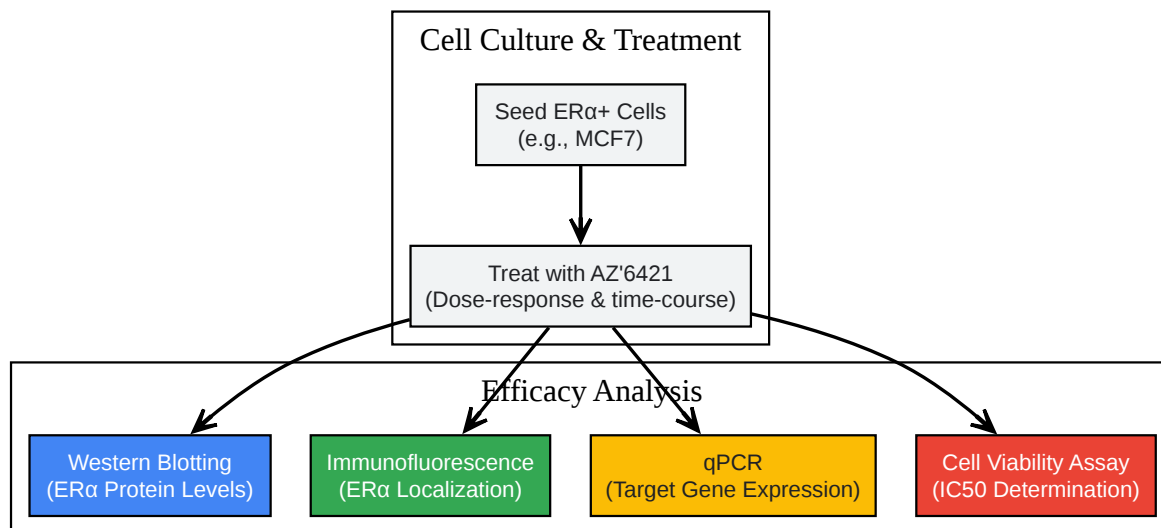 Cell Culture & Treatment
Seed ERα+ Cells
(e.g., MCF7)
Treat with AZ'6421
(Dose-response & time-course)
Efficacy Analysis
Western Blotting
(ERα Protein Levels)
Immunofluorescence
(ERα Localization)
qPCR
(Target Gene Expression)
Cell Viability Assay
(IC50 Determination)